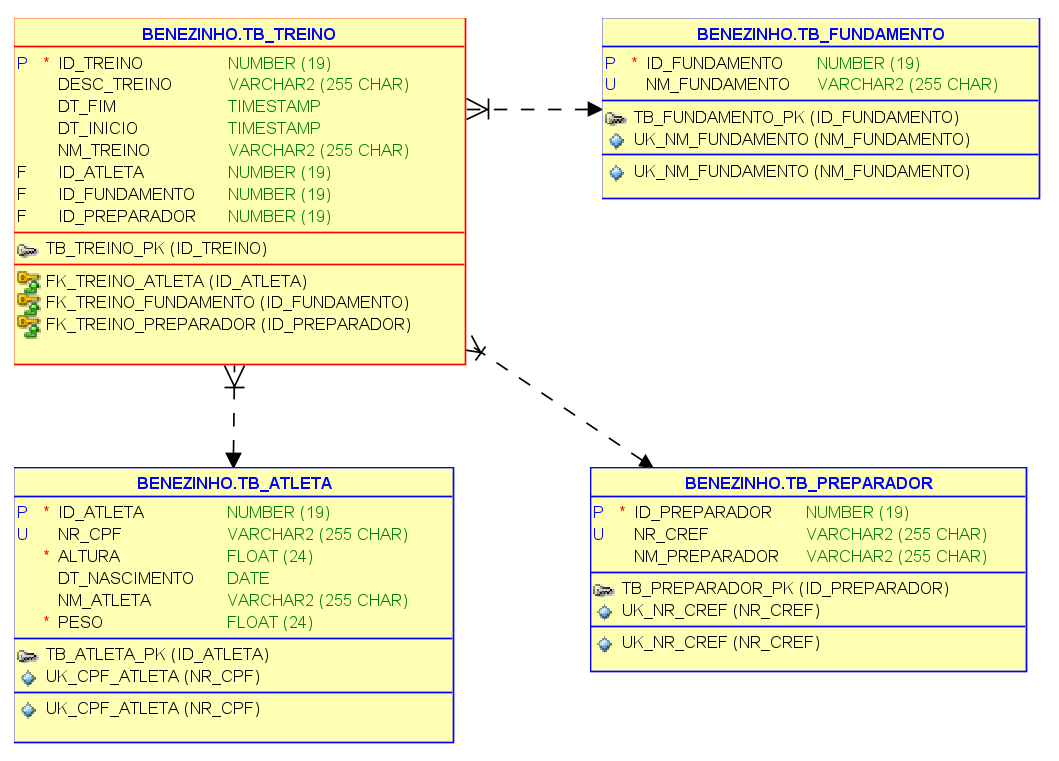 BENEZINHO.TB_TREINO
P * ID_TREINO NUMBER (19)
DESC_TREINO VARCHAR2 (255 CHAR)
DT_FIM TIMESTAMP
DT_INICIO TIMESTAMP
NM_TREINO VARCHAR2 (255 CHAR)
F ID_ATLETA NUMBER (19)
F ID_FUNDAMENTO NUMBER (19)
F ID_PREPARADOR NUMBER (19)
TB_TREINO_PK (ID_TREINO)
FK_TREINO_ATLETA (ID_ATLETA)
FK_TREINO_FUNDAMENTO (ID_FUNDAMENTO)
FK_TREINO_PREPARADOR (ID_PREPARADOR)
BENEZINHO.TB_FUNDAMENTO
P * ID_FUNDAMENTO NUMBER (19)
U NM_FUNDAMENTO VARCHAR2 (255 CHAR)
TB_FUNDAMENTO_PK (ID_FUNDAMENTO)
UK_NM_FUNDAMENTO (NM_FUNDAMENTO)
UK_NM_FUNDAMENTO (NM_FUNDAMENTO)
BENEZINHO.TB_ATLETA
P * ID_ATLETA NUMBER (19)
U NR_CPF VARCHAR2 (255 CHAR)
* ALTURA FLOAT (24)
DT_NASCIMENTO DATE
NM_ATLETA VARCHAR2 (255 CHAR)
* PESO FLOAT (24)
TB_ATLETA_PK (ID_ATLETA)
UK_CPF_ATLETA (NR_CPF)
UK_CPF_ATLETA (NR_CPF)
BENEZINHO.TB_PREPARADOR
P * ID_PREPARADOR NUMBER (19)
U NR_CREF VARCHAR2 (255 CHAR)
NM_PREPARADOR VARCHAR2 (255 CHAR)
TB_PREPARADOR_PK (ID_PREPARADOR)
UK_NR_CREF (NR_CREF)
UK_NR_CREF (NR_CREF)